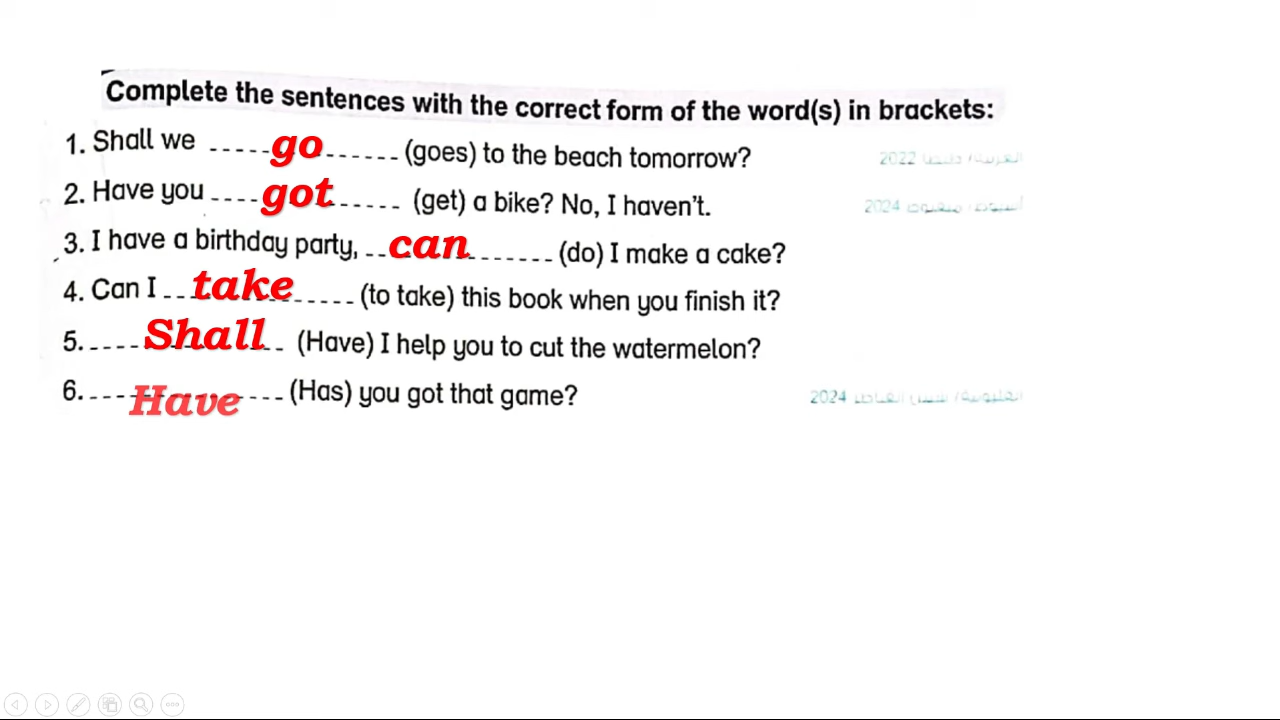 Complete the sentences with the correct form of the word(s) in brackets:
1. Shall we go (goes) to the beach tomorrow?
2. Have you got (get) a bike? No, I haven't.
2024
3. I have a birthday party, can (do) I make a cake?
4. Can I take (to take) this book when you finish it?
5. Shall (Have) I help you to cut the watermelon?
6. Have (Has) you got that game?
2024